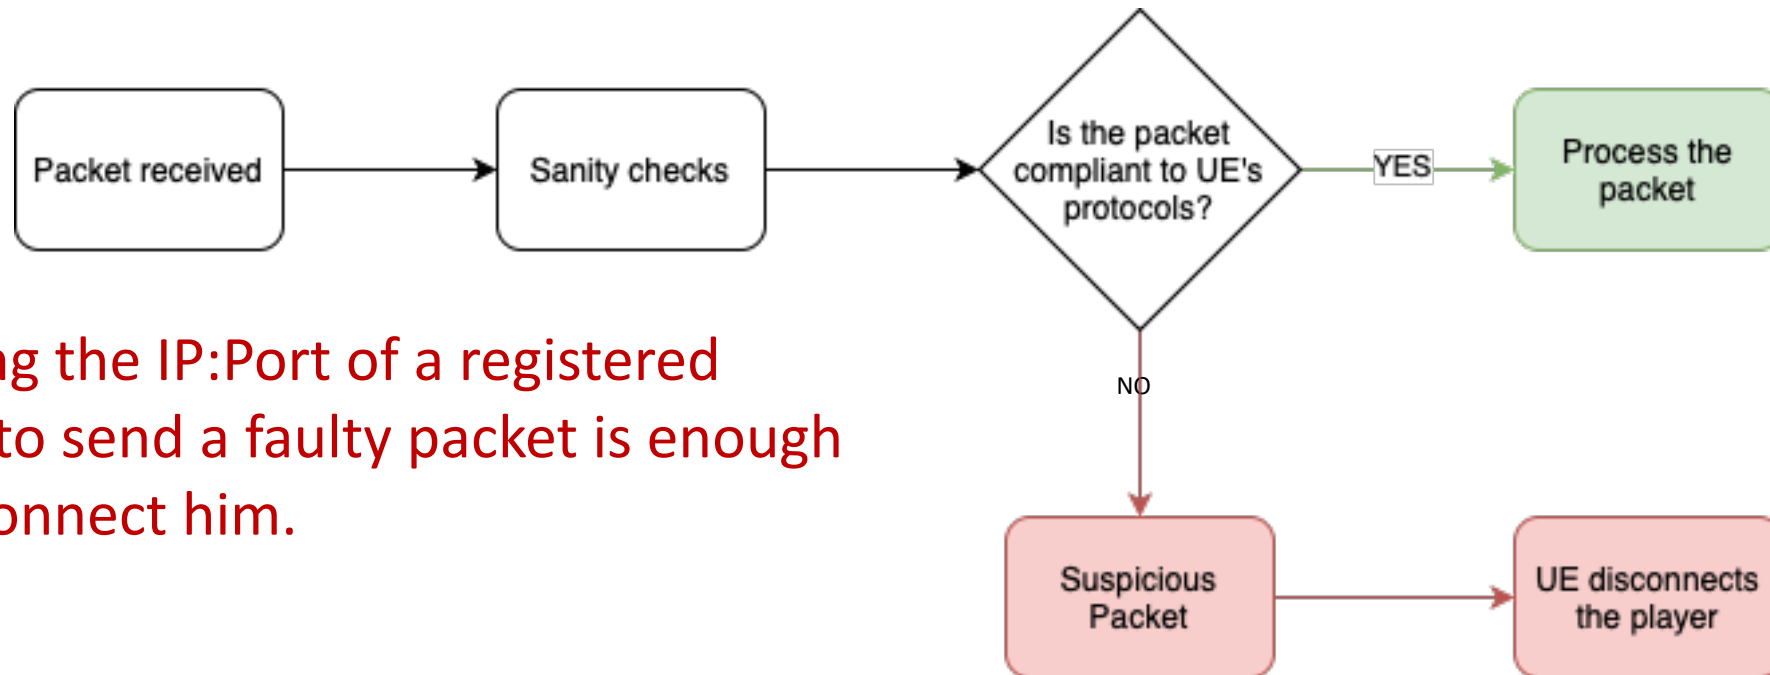 Packet received
Sanity checks
Is the packet
compliant to UE's
protocols?
YES
Process the
packet
ng the IP:Port of a registered
to send a faulty packet is enough
onnect him.
NO
Suspicious
Packet
UE disconnects
the player